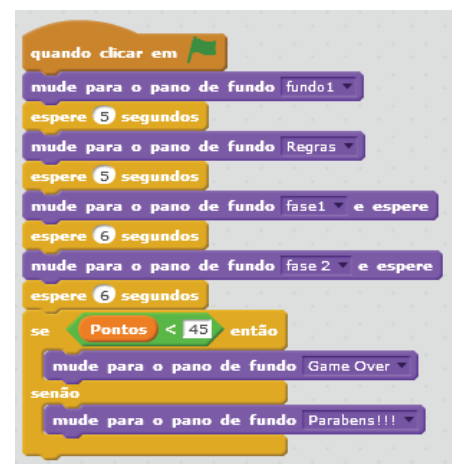 quando clicar em
mude para o pano de fundo fundo1
espere 5 segundos
mude para o pano de fundo Regras
espere 5 segundos
mude para o pano de fundo fase1 e espere
espere 6 segundos
mude para o pano de fundo fase 2 e espere
espere 6 segundos
se Pontos < 45 então
mude para o pano de fundo Game Over
senão
mude para o pano de fundo Parabens!!!